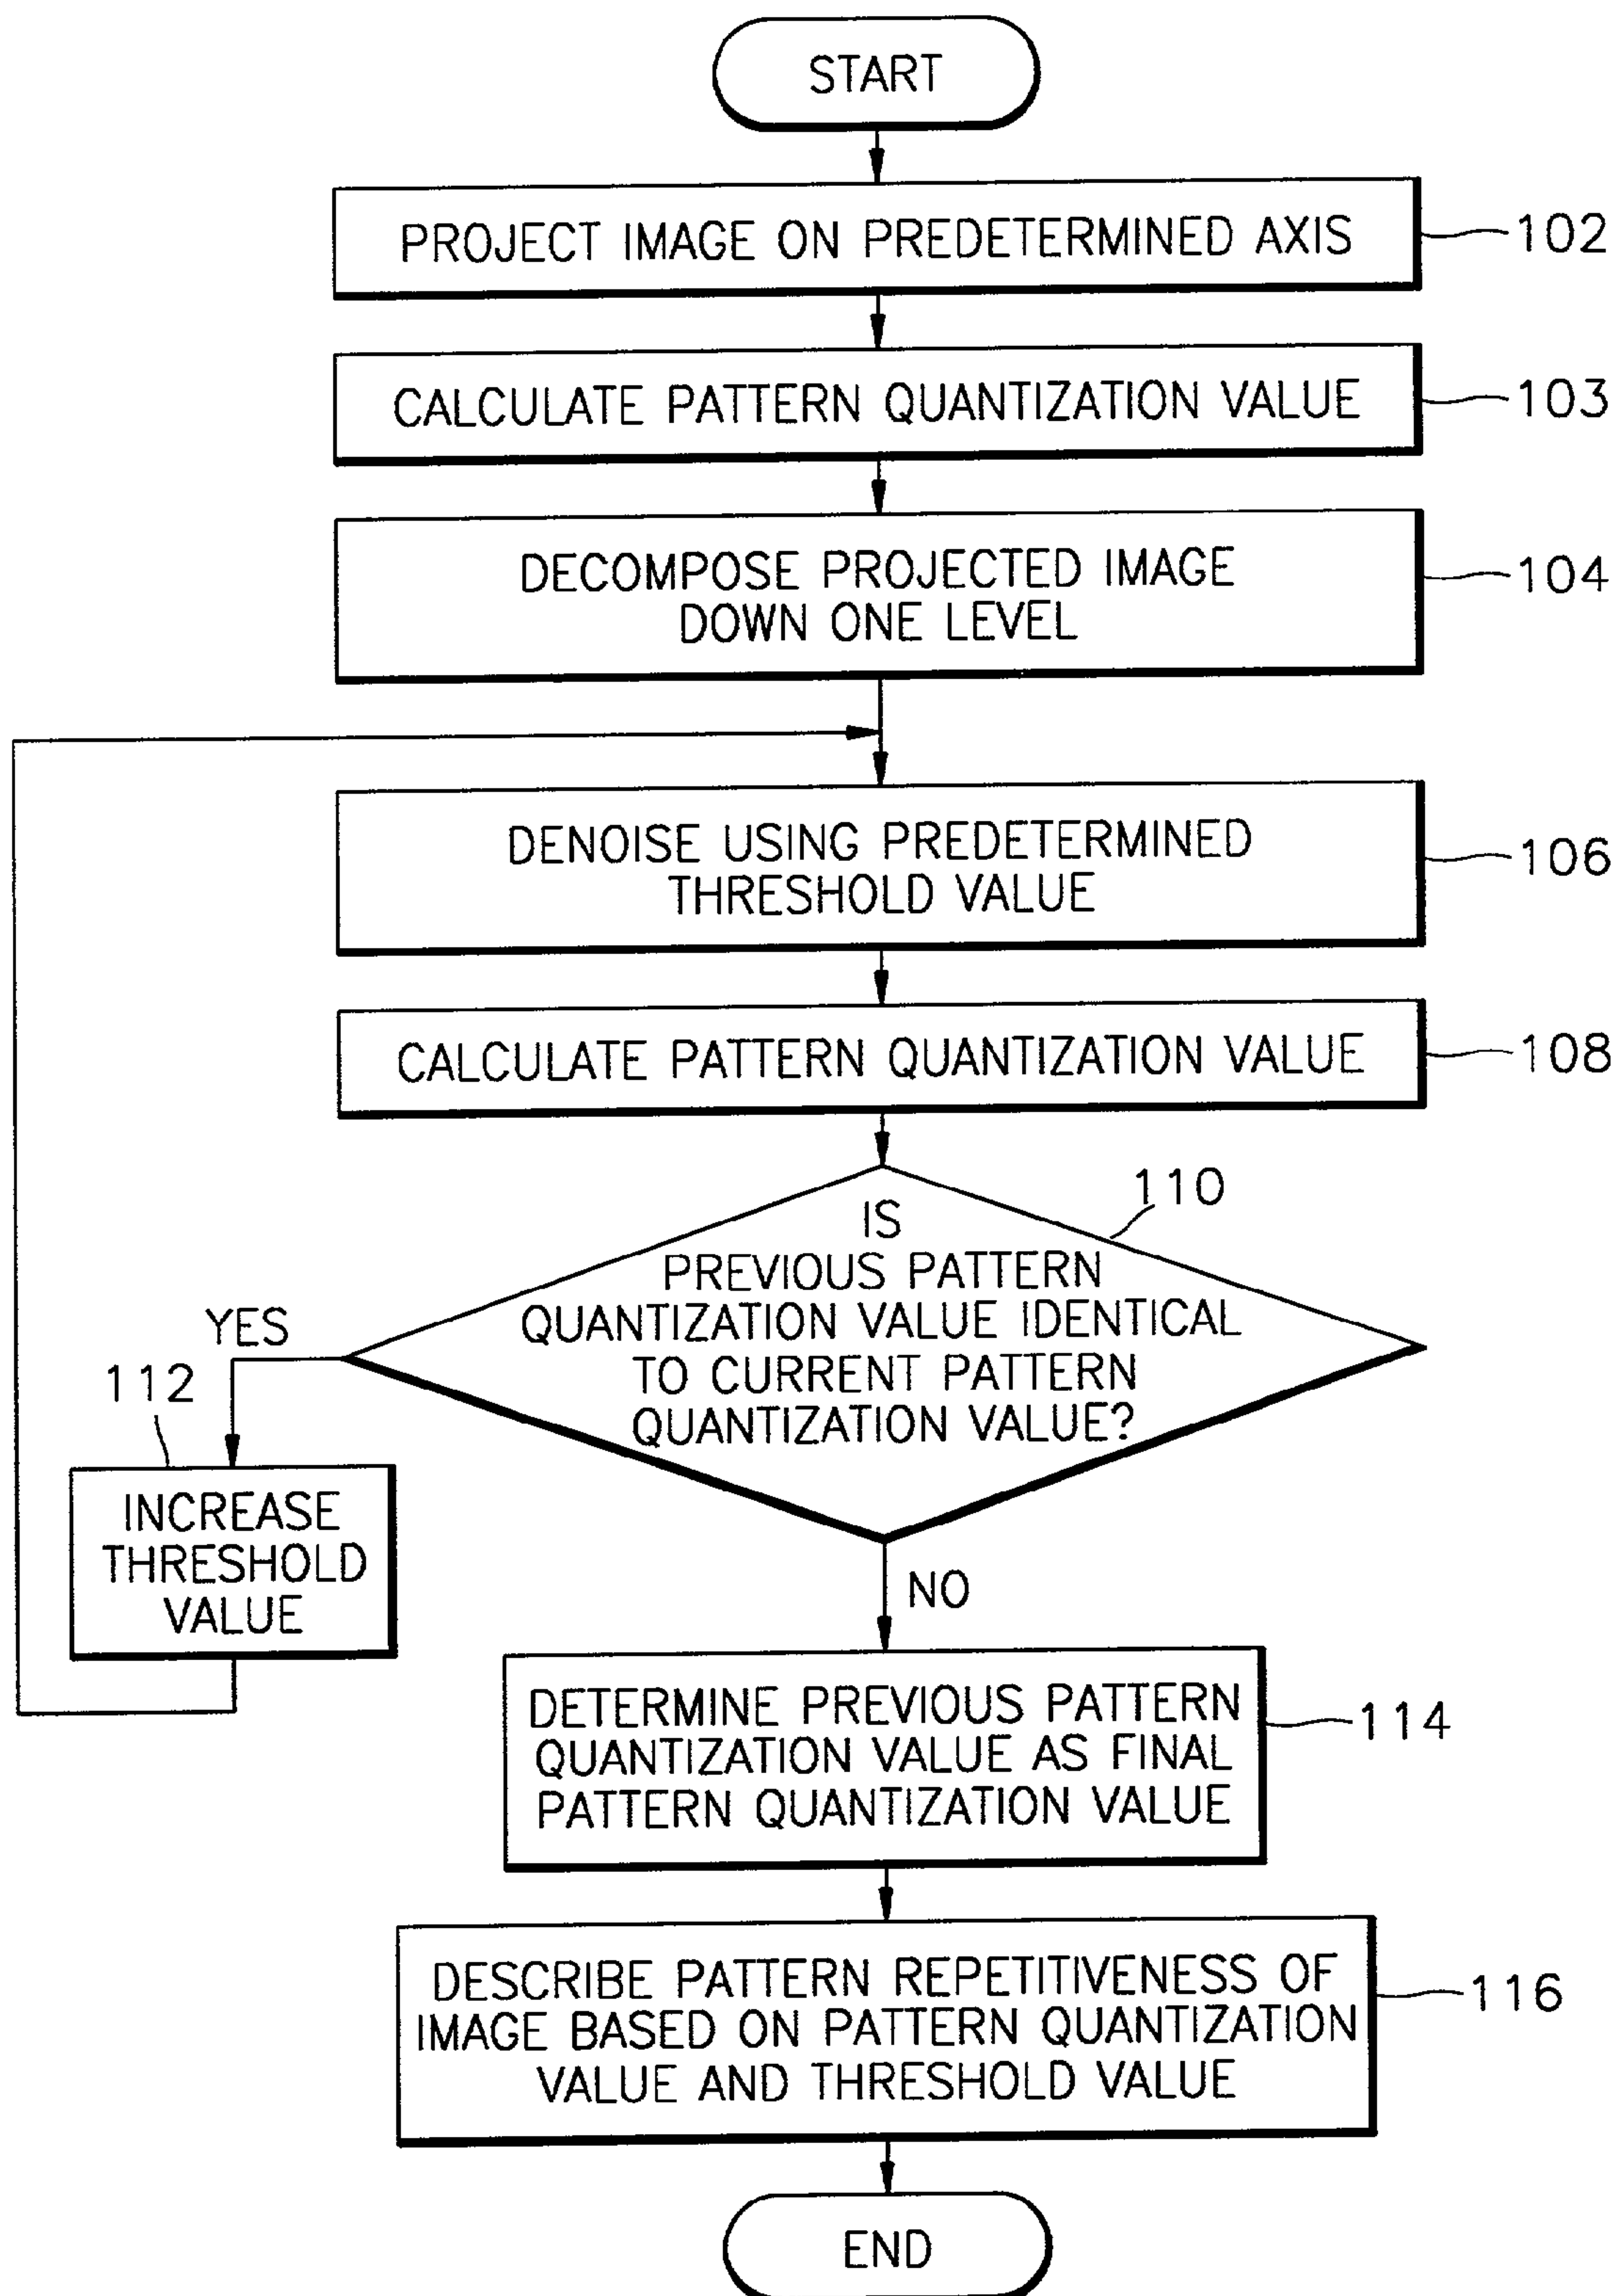 START
PROJECT IMAGE ON PREDETERMINED AXIS
102
CALCULATE PATTERN QUANTIZATION VALUE
103
DECOMPOSE PROJECTED IMAGE
DOWN ONE LEVEL
104
DENOISE USING PREDETERMINED
THRESHOLD VALUE
106
CALCULATE PATTERN QUANTIZATION VALUE
108
110
IS
PREVIOUS PATTERN
QUANTIZATION VALUE IDENTICAL
TO CURRENT PATTERN
QUANTIZATION VALUE?
YES
112
INCREASE
THRESHOLD
VALUE
NO
DETERMINE PREVIOUS PATTERN
QUANTIZATION VALUE AS FINAL
PATTERN QUANTIZATION VALUE
114
DESCRIBE PATTERN REPETITIVENESS OF
IMAGE BASED ON PATTERN QUANTIZATION
VALUE AND THRESHOLD VALUE
116
END